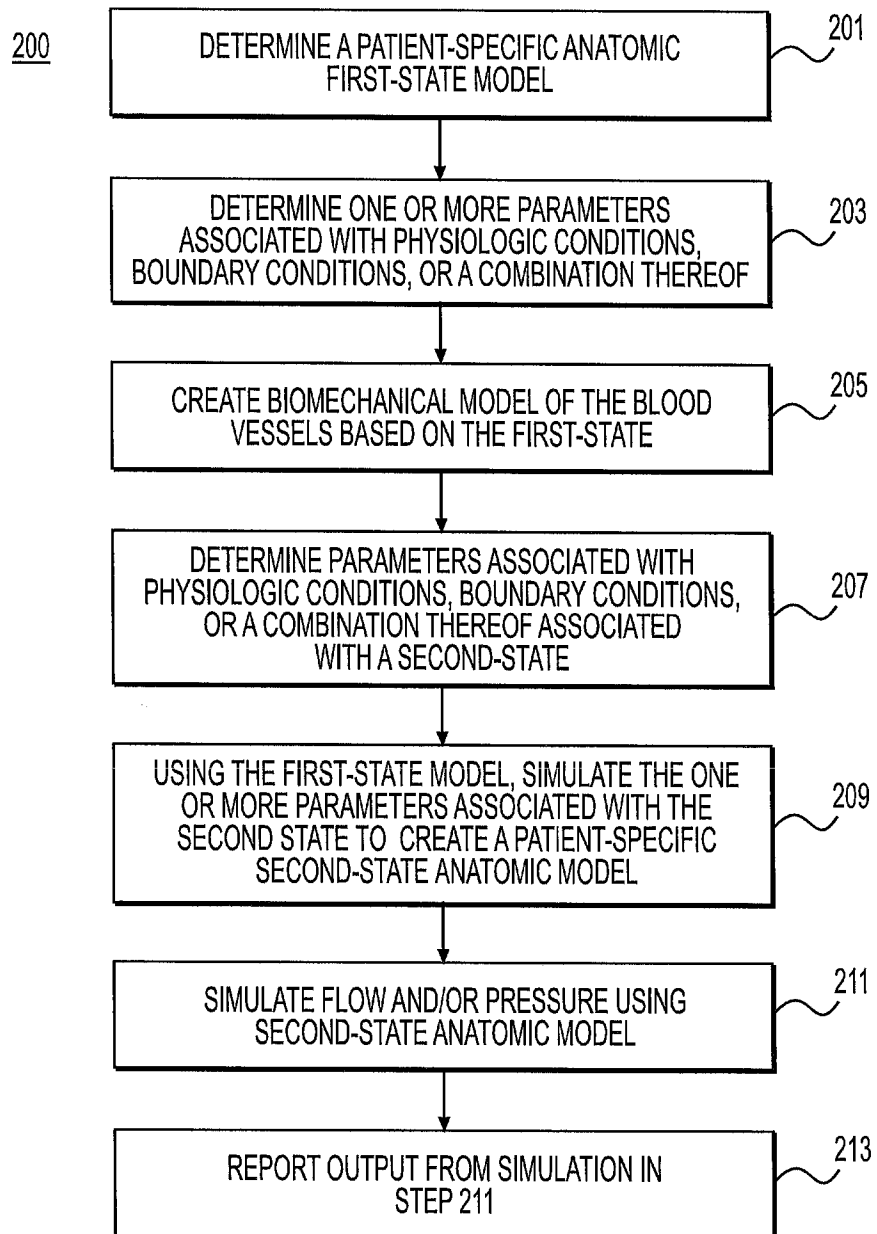 200
DETERMINE A PATIENT-SPECIFIC ANATOMIC
FIRST-STATE MODEL
201
DETERMINE ONE OR MORE PARAMETERS
ASSOCIATED WITH PHYSIOLOGIC CONDITIONS,
BOUNDARY CONDITIONS, OR A COMBINATION THEREOF
203
CREATE BIOMECHANICAL MODEL OF THE BLOOD
VESSELS BASED ON THE FIRST-STATE
205
DETERMINE PARAMETERS ASSOCIATED WITH
PHYSIOLOGIC CONDITIONS, BOUNDARY CONDITIONS,
OR A COMBINATION THEREOF ASSOCIATED
WITH A SECOND-STATE
207
USING THE FIRST-STATE MODEL, SIMULATE THE ONE
OR MORE PARAMETERS ASSOCIATED WITH THE
SECOND STATE TO CREATE A PATIENT-SPECIFIC
SECOND-STATE ANATOMIC MODEL
209
SIMULATE FLOW AND/OR PRESSURE USING
SECOND-STATE ANATOMIC MODEL
211
REPORT OUTPUT FROM SIMULATION IN
STEP 211
213